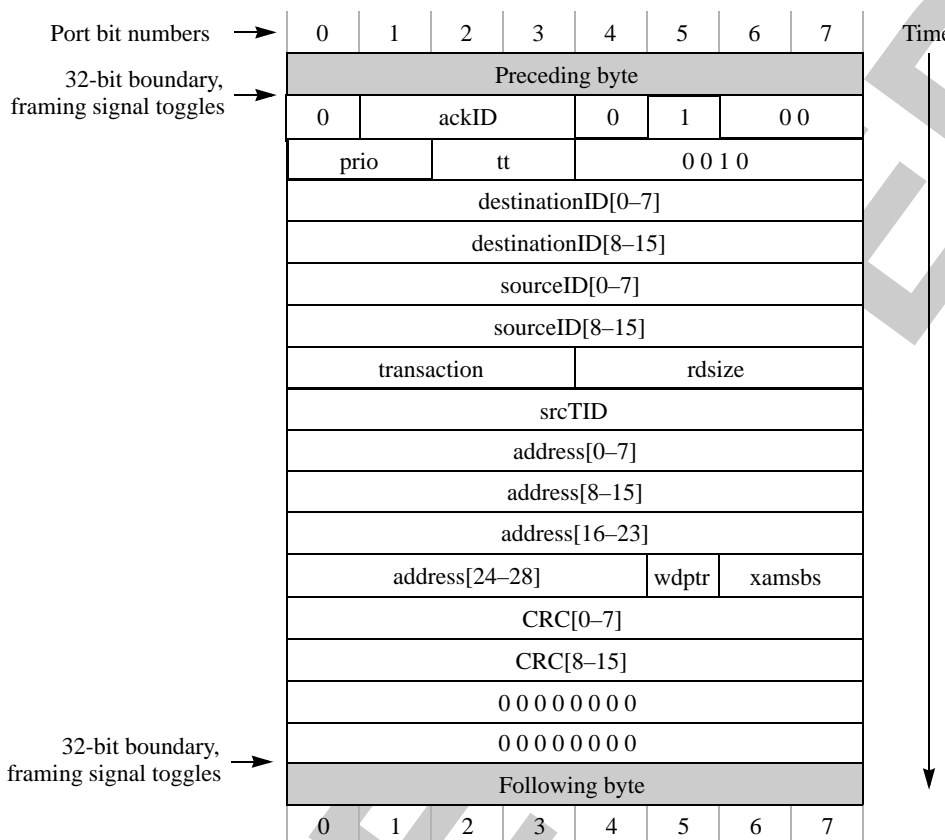 Port bit numbers 0 1 2 3 4 5 6 7 Time
32-bit boundary,
framing signal toggles
Preceding byte
0 ackID 0 1 0 0
prio tt 0 0 1 0
destinationID[0–7]
destinationID[8–15]
sourceID[0–7]
sourceID[8–15]
transaction rdsize
srcTID
address[0–7]
address[8–15]
address[16–23]
address[24–28] wdptr xamsbs
CRC[0–7]
CRC[8–15]
0 0 0 0 0 0 0 0
0 0 0 0 0 0 0 0
32-bit boundary,
framing signal toggles
Following byte
0 1 2 3 4 5 6 7